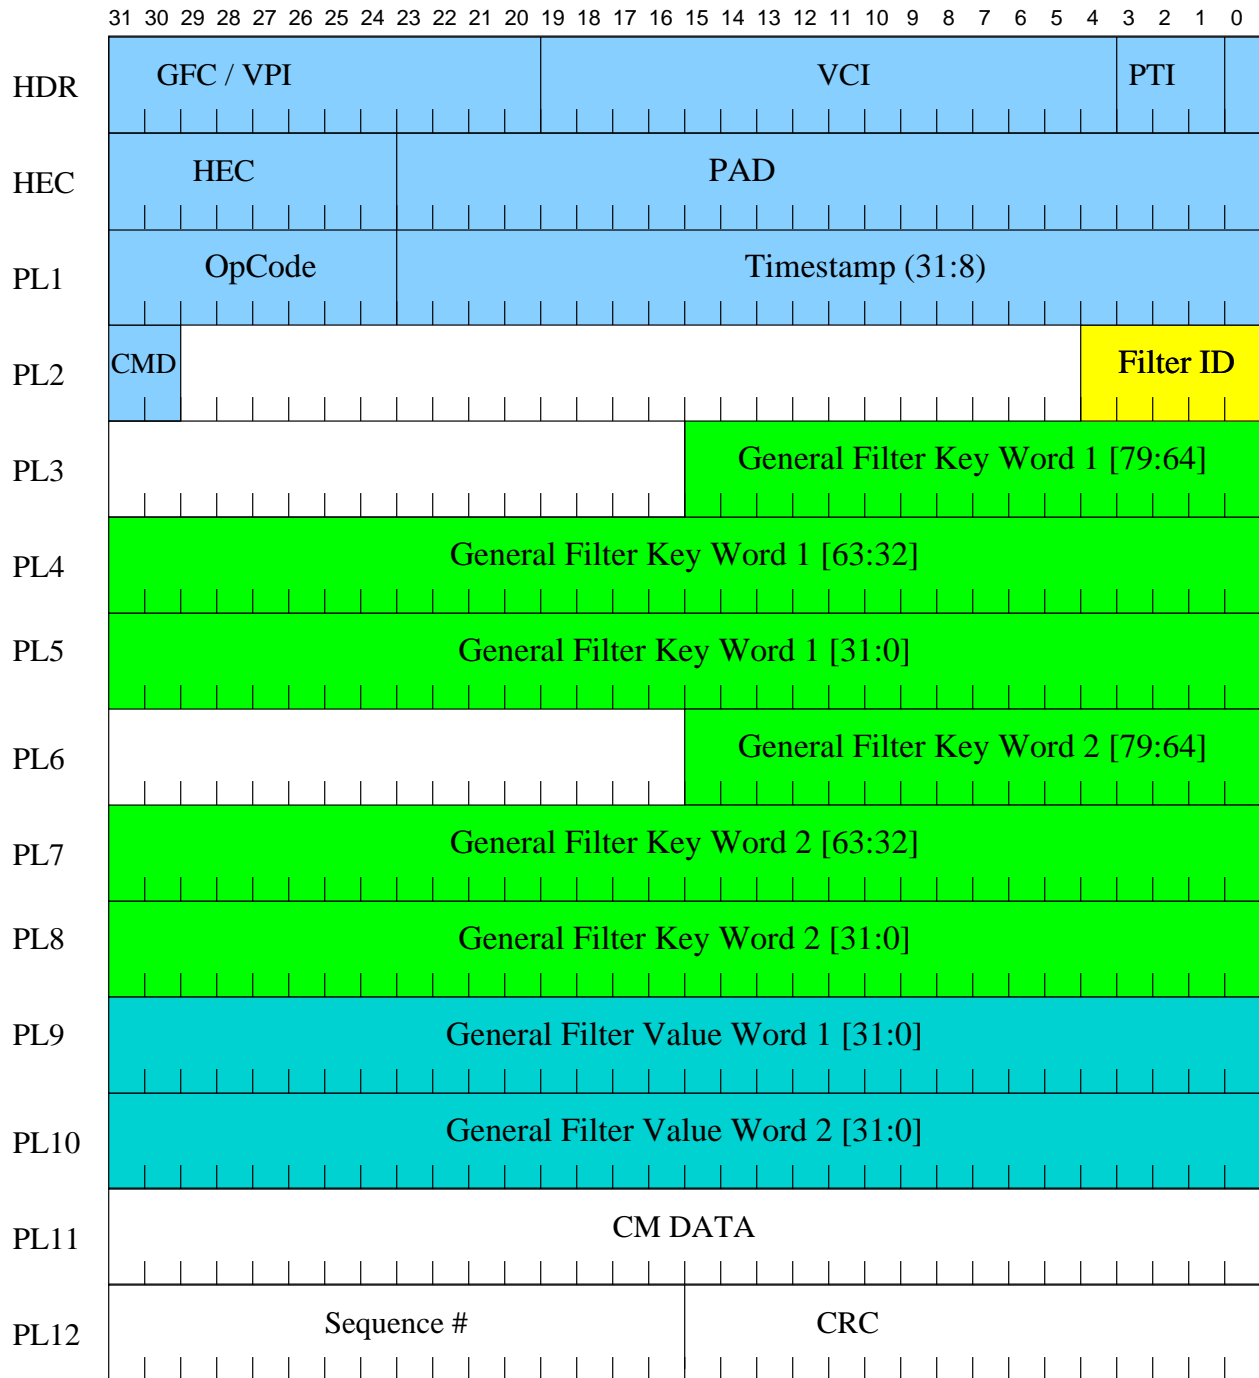 31 30 29 28 27 26 25 24 23 22 21 20 19 18 17 16 15 14 13 12 11 10 9 8 7 6 5 4 3 2 1 0
HDR GFC / VPI VCI PTI
HEC HEC PAD
PL1 OpCode Timestamp (31:8)
PL2 CMD Filter ID
PL3 General Filter Key Word 1 [79:64]
PL4 General Filter Key Word 1 [63:32]
PL5 General Filter Key Word 1 [31:0]
PL6 General Filter Key Word 2 [79:64]
PL7 General Filter Key Word 2 [63:32]
PL8 General Filter Key Word 2 [31:0]
PL9 General Filter Value Word 1 [31:0]
PL10 General Filter Value Word 2 [31:0]
PL11 CM DATA
PL12 Sequence # CRC